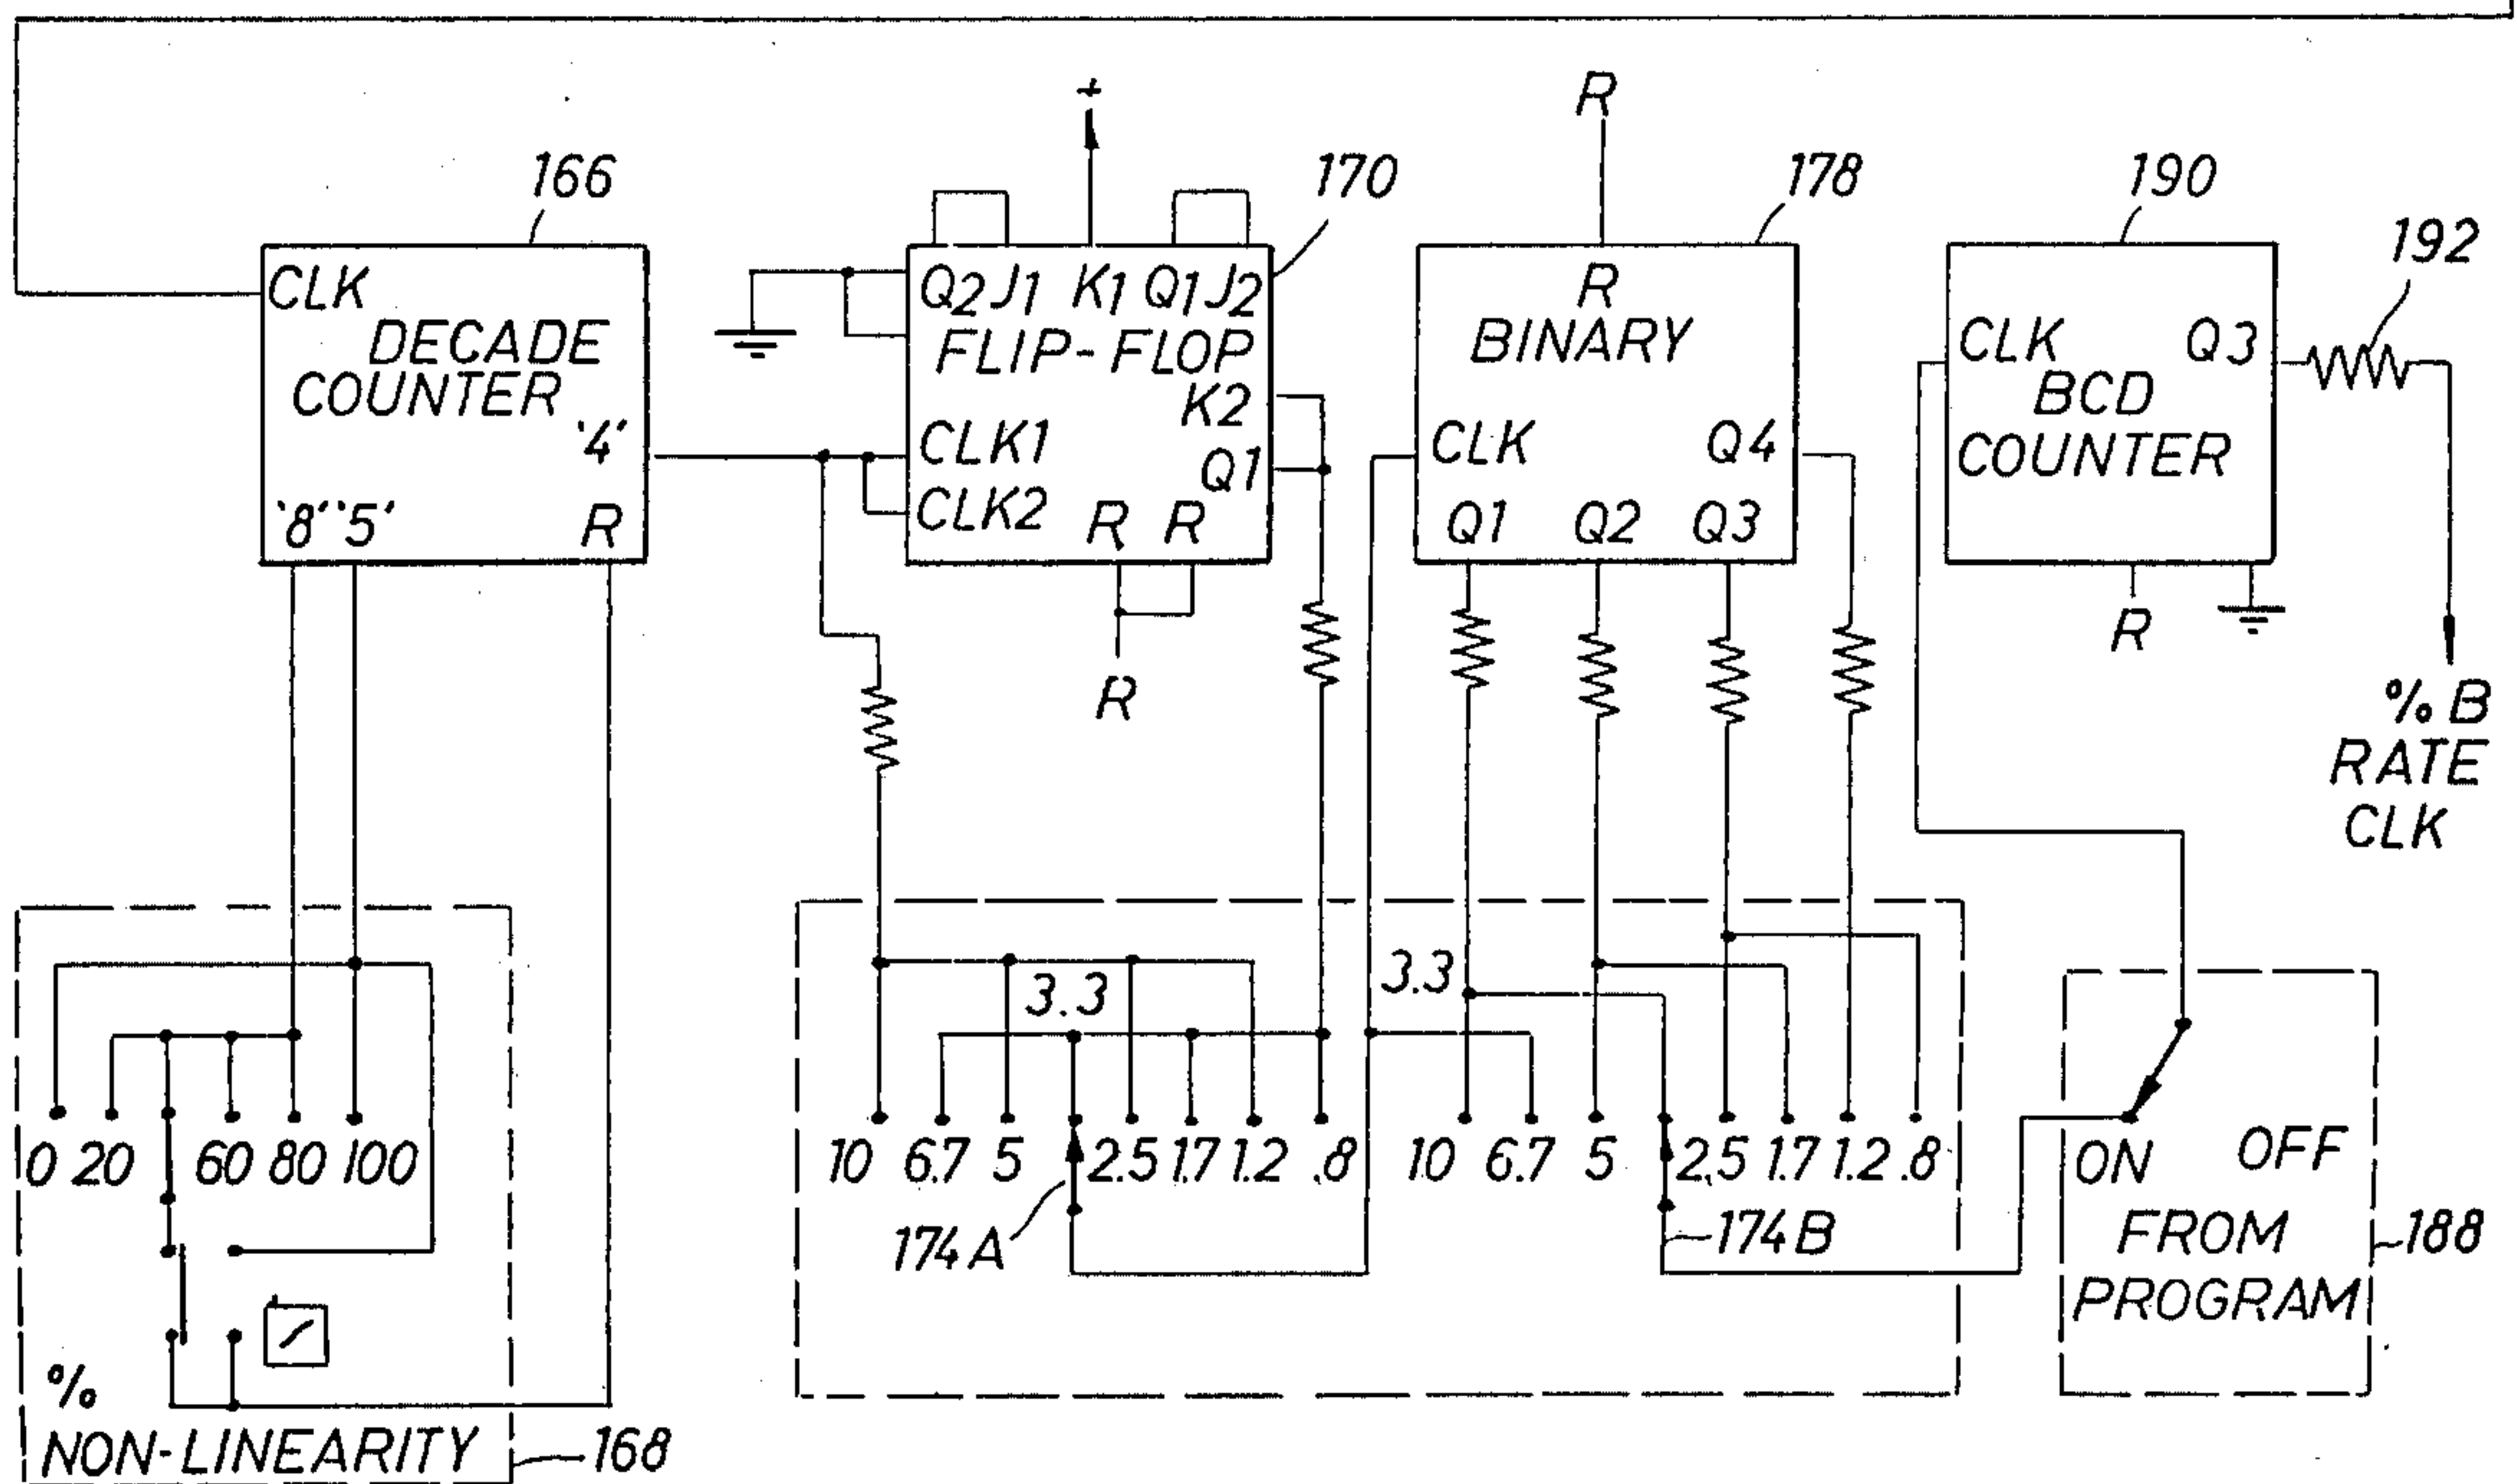 +
R
166
170
178
190
192
CLK
DECADE
COUNTER
'4'
'8' '5'
R
Q2 J1 K1 Q1 J2
FLIP-FLOP
K2
CLK1
Q1
CLK2
R R
R
R
BINARY
CLK
Q4
Q1 Q2 Q3
CLK
Q3
BCD
COUNTER
R
% B
RATE
CLK
3.3
3.3
0 20 60 80 100
10 6.7 5 2.5 1.7 1.2 .8
10 6.7 5 2.5 1.7 1.2 .8
174A
174B
ON OFF
FROM
PROGRAM
188
%
NON-LINEARITY
168